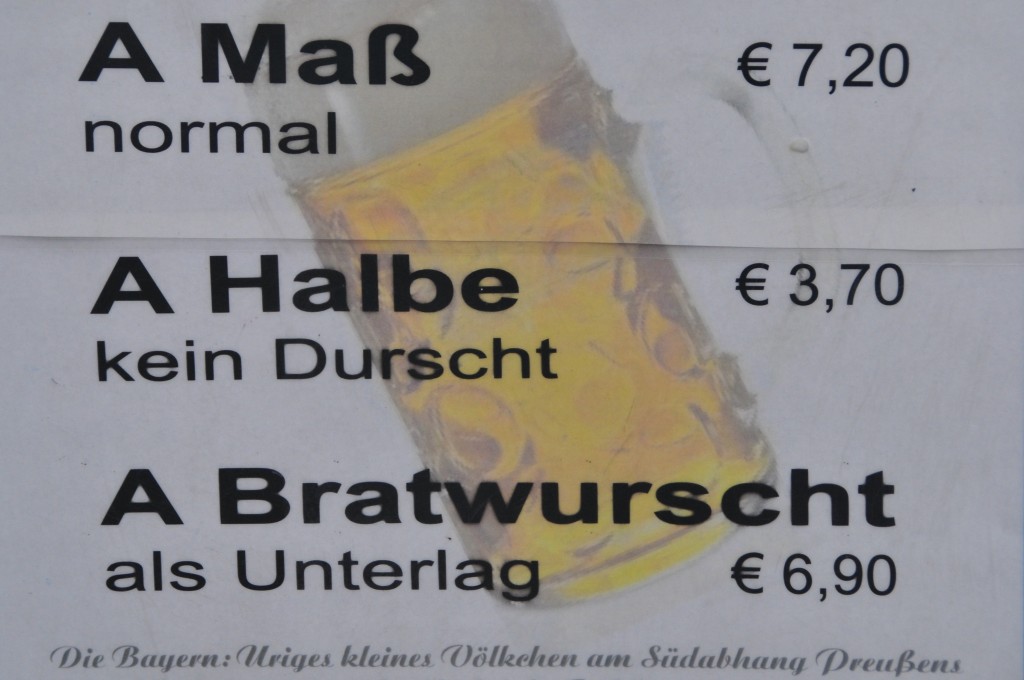 A Maß € 7,20
normal
A Halbe € 3,70
kein Durscht
A Bratwurscht
als Unterlag € 6,90
Die Bayern: Uriges kleines Völkchen am Südabhang Preußens